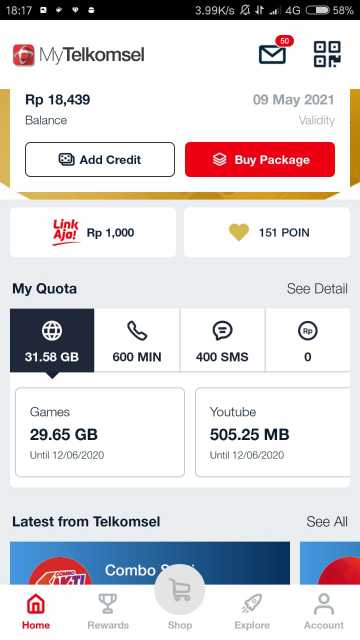 18:17 3.99K/s 4G 58%
MyTelkomsel 50
Rp 18,439 09 May 2021
Balance Validity
Add Credit Buy Package
Link Aja! Rp 1,000 151 POIN
My Quota See Detail
Rp
31.58 GB 600 MIN 400 SMS 0
Games Youtube
29.65 GB 505.25 MB
Until 12/06/2020 Until 12/06/2020
Latest from Telkomsel See All
COMBO
Combo
Home Rewards Shop Explore Account